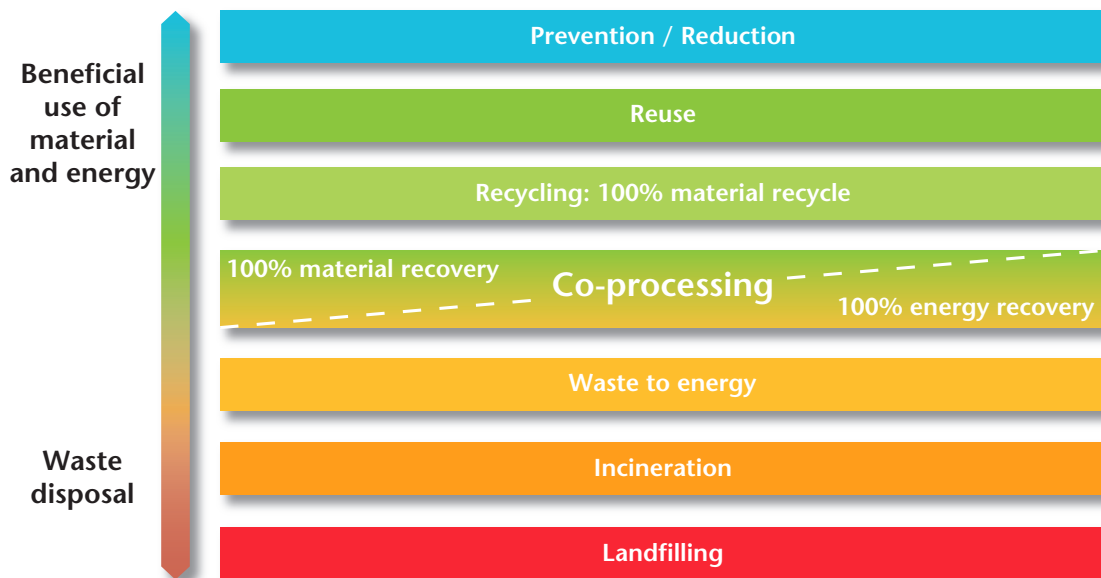 Beneficial
use of
material
and energy
Waste
disposal
Prevention / Reduction
Reuse
Recycling: 100% material recycle
100% material recovery
Co-processing
100% energy recovery
Waste to energy
Incineration
Landfilling